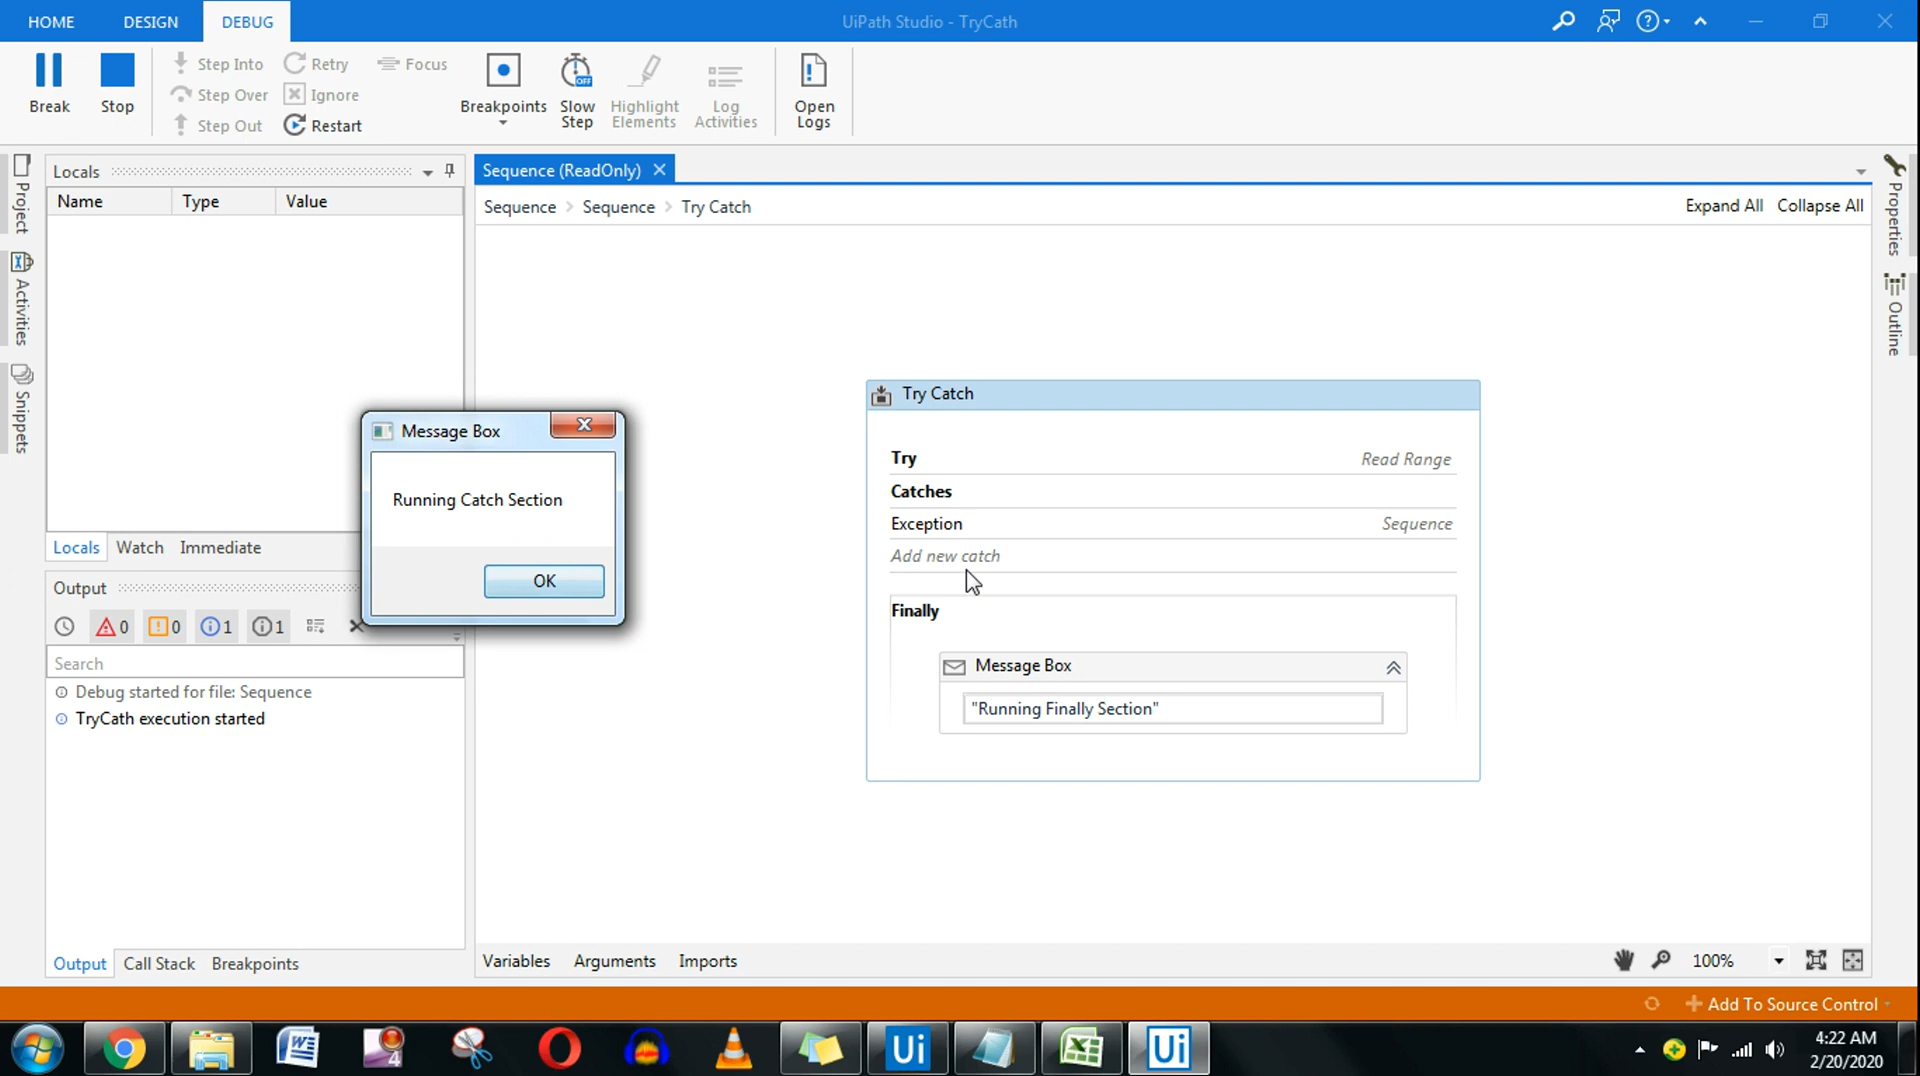 HOME DESIGN DEBUG UiPath Studio - TryCath
Break
Stop
Step Into
Step Over
Step Out
Retry
Ignore
Restart
Focus
Breakpoints
OFF
Slow
Step
Highlight
Elements
Log
Activities
Open
Logs
Project
Activities
Snippets
Locals
Name Type Value
Locals Watch Immediate
Output
0 0 1 1
Search
Debug started for file: Sequence
TryCath execution started
Output Call Stack Breakpoints
Message Box
Running Catch Section
OK
Sequence (ReadOnly)
Sequence > Sequence > Try Catch
Expand All Collapse All
Try Catch
Try Read Range
Catches
Exception Sequence
Add new catch
Finally
Message Box
"Running Finally Section"
Variables Arguments Imports
100%
Properties
Outline
Add To Source Control
4
Ui
Ui
4:22 AM
2/20/2020